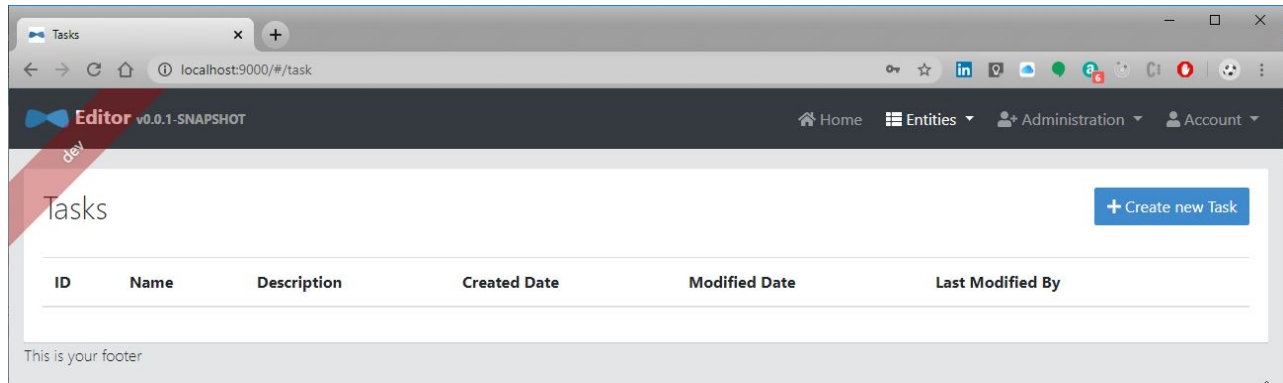 Tasks
localhost:9000/#/task
Editor v0.0.1-SNAPSHOT Home Entities Administration Account
dev
Tasks + Create new Task
ID Name Description Created Date Modified Date Last Modified By
This is your footer